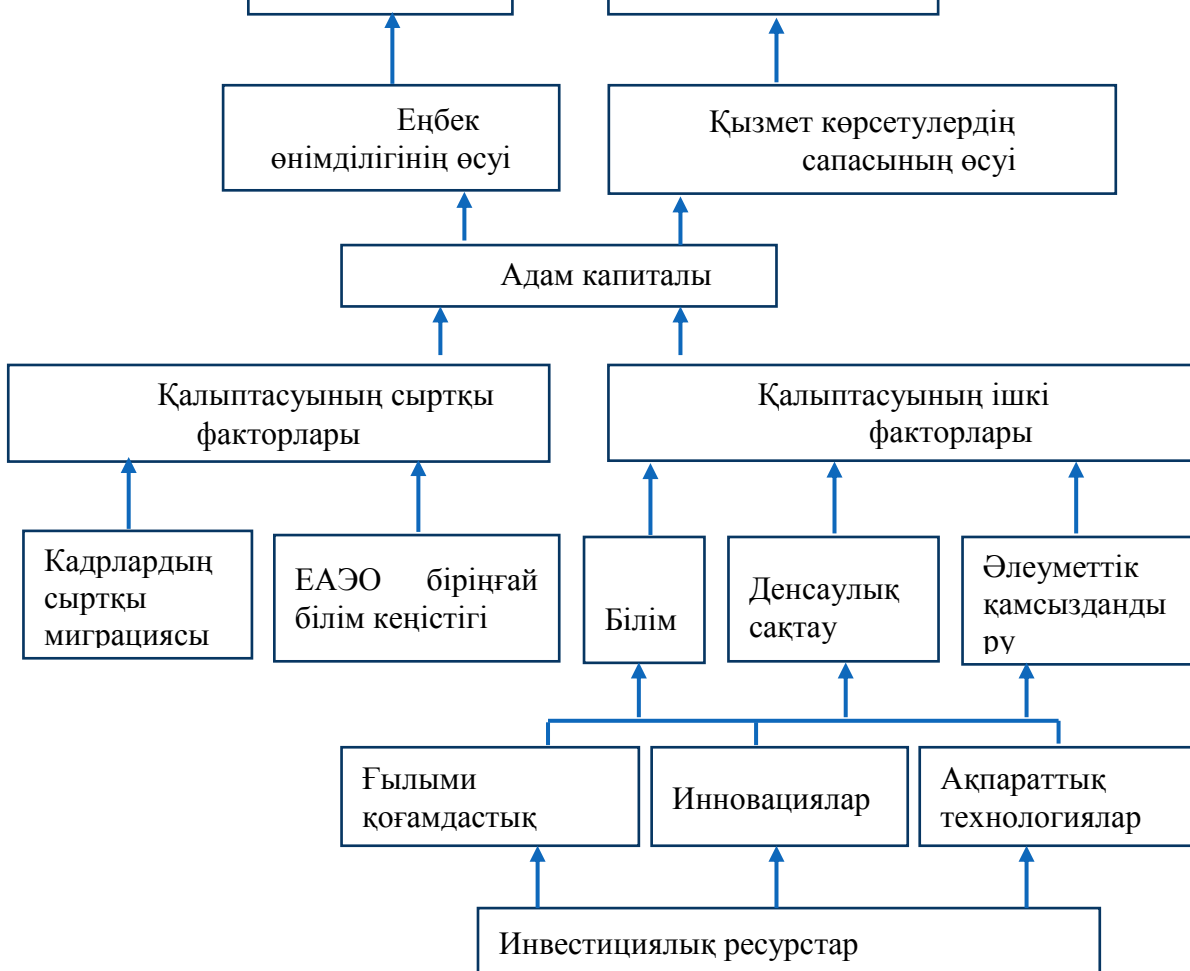 Еңбек
өнімділігінің өсуі
Қызмет көрсетулердің
сапасының өсуі
Адам капиталы
Қалыптасуының сыртқы
факторлары
Қалыптасуының ішкі
факторлары
Кадрлардың
сыртқы
миграциясы
ЕАЭО біріңғай
білім кеңістігі
Білім
Денсаулық
сақтау
Әлеуметтік
қамсызданды
ру
Ғылыми
қоғамдастық
Инновациялар
Ақпараттық
технологиялар
Инвестициялық ресурстар